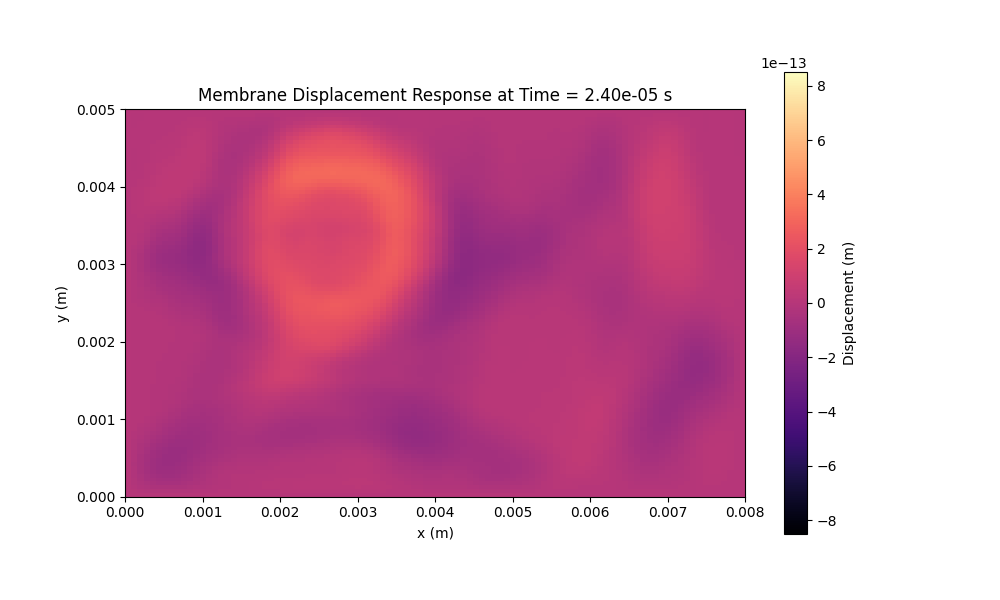 1e−13
Membrane Displacement Response at Time = 2.40e-05 s
0.005
0.004
0.003
0.002
0.001
0.000
y (m)
0.000 0.001 0.002 0.003 0.004 0.005 0.006 0.007 0.008
x (m)
8
6
4
2
0
−2
−4
−6
−8
Displacement (m)